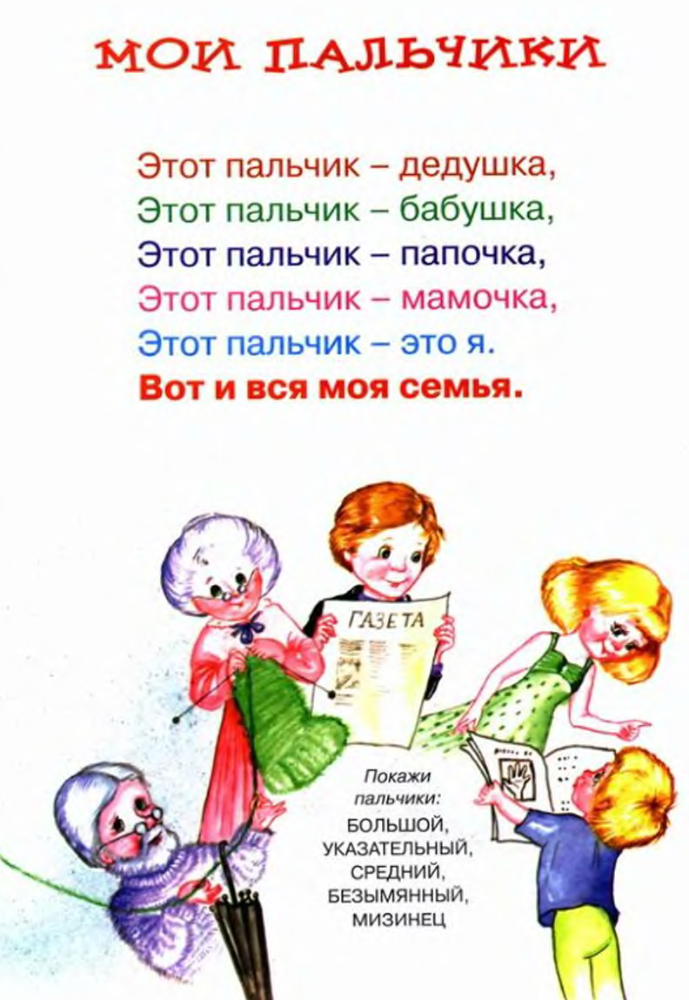 МОИ ПАЛЬЧИКИ
Этот пальчик – дедушка,
Этот пальчик – бабушка,
Этот пальчик – папочка,
Этот пальчик – мамочка,
Этот пальчик – это я.
Вот и вся моя семья.
ГАЗЕТА
Покажи
пальчики:
БОЛЬШОЙ,
УКАЗАТЕЛЬНЫЙ,
СРЕДНИЙ,
БЕЗЫМЯННЫЙ,
МИЗИНЕЦ